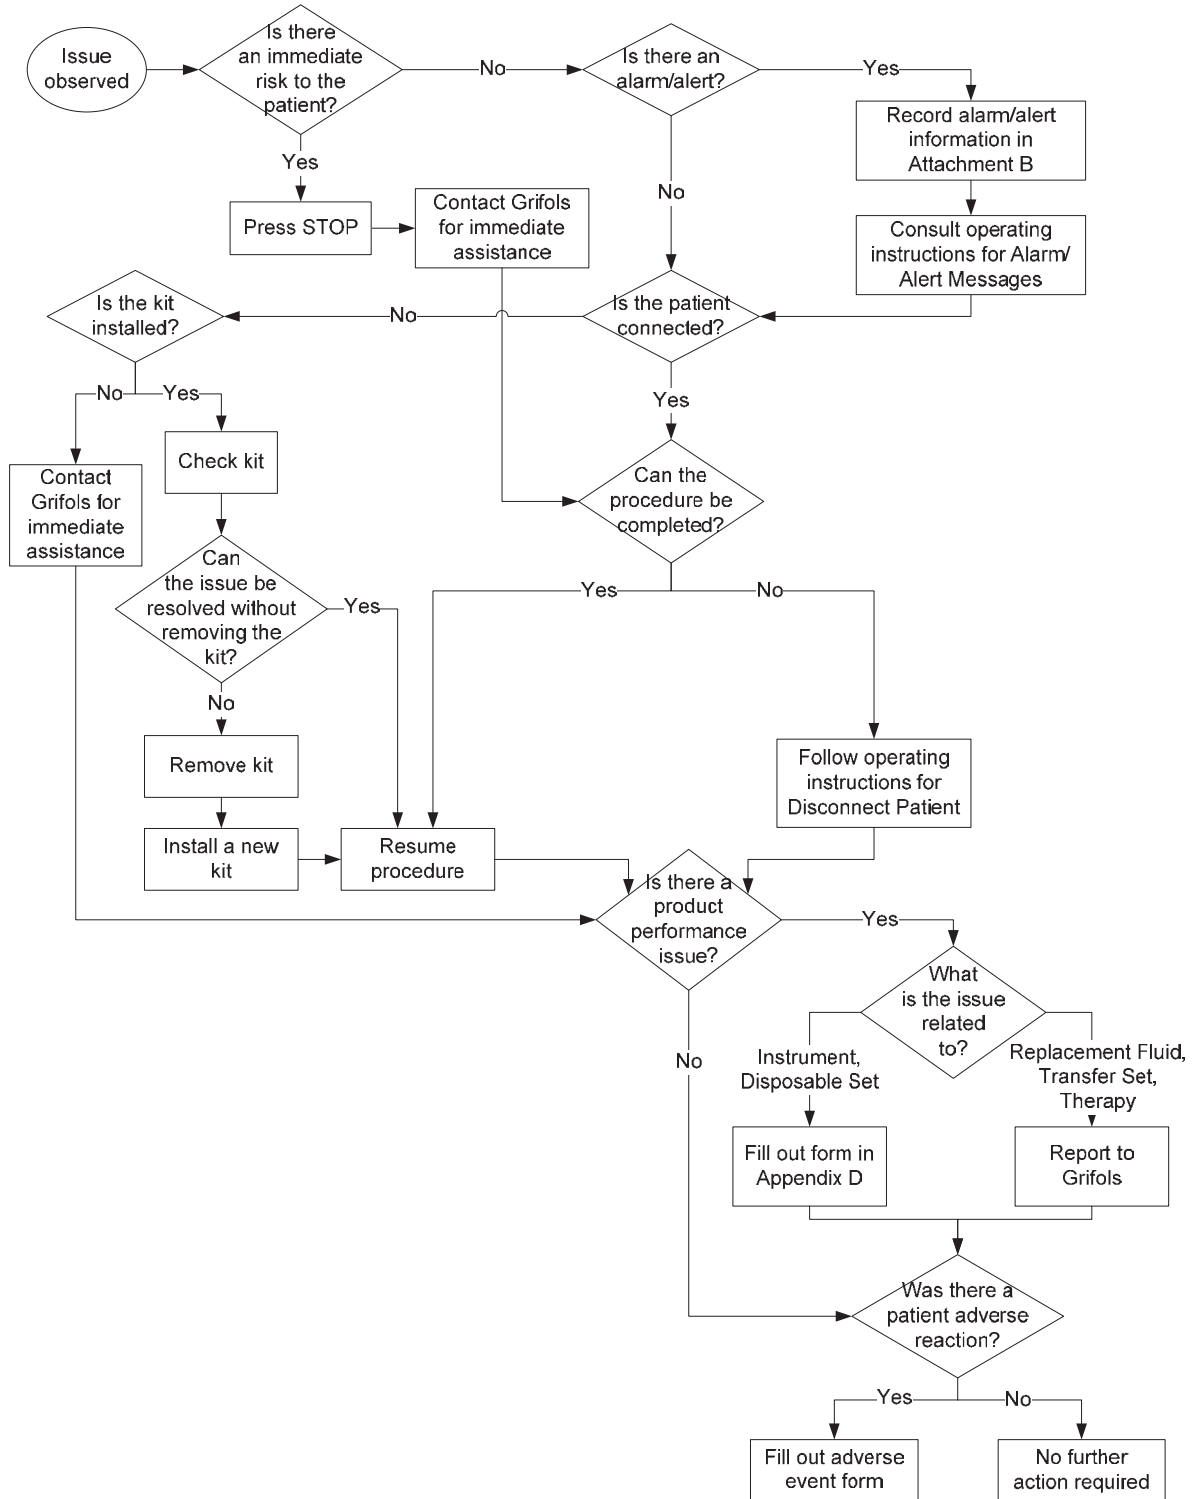 Issue
observed
Is there
an immediate
risk to the
patient?
No
Is there an
alarm/alert?
Yes
Record alarm/alert
information in
Attachment B
Yes
Press STOP
Contact Grifols
for immediate
assistance
No
Consult operating
instructions for Alarm/
Alert Messages
Is the kit
installed?
No
Is the patient
connected?
No
Yes
Yes
Check kit
Contact
Grifols for
immediate
assistance
Can the
procedure be
completed?
Can
the issue be
resolved without
removing the
kit?
Yes
Yes
No
No
Remove kit
Follow operating
instructions for
Disconnect Patient
Install a new
kit
Resume
procedure
Is there a
product
performance
issue?
Yes
What
is the issue
related
to?
No
Instrument,
Disposable Set
Replacement Fluid,
Transfer Set,
Therapy
Fill out form in
Appendix D
Report to
Grifols
Was there a
patient adverse
reaction?
Yes
No
Fill out adverse
event form
No further
action required